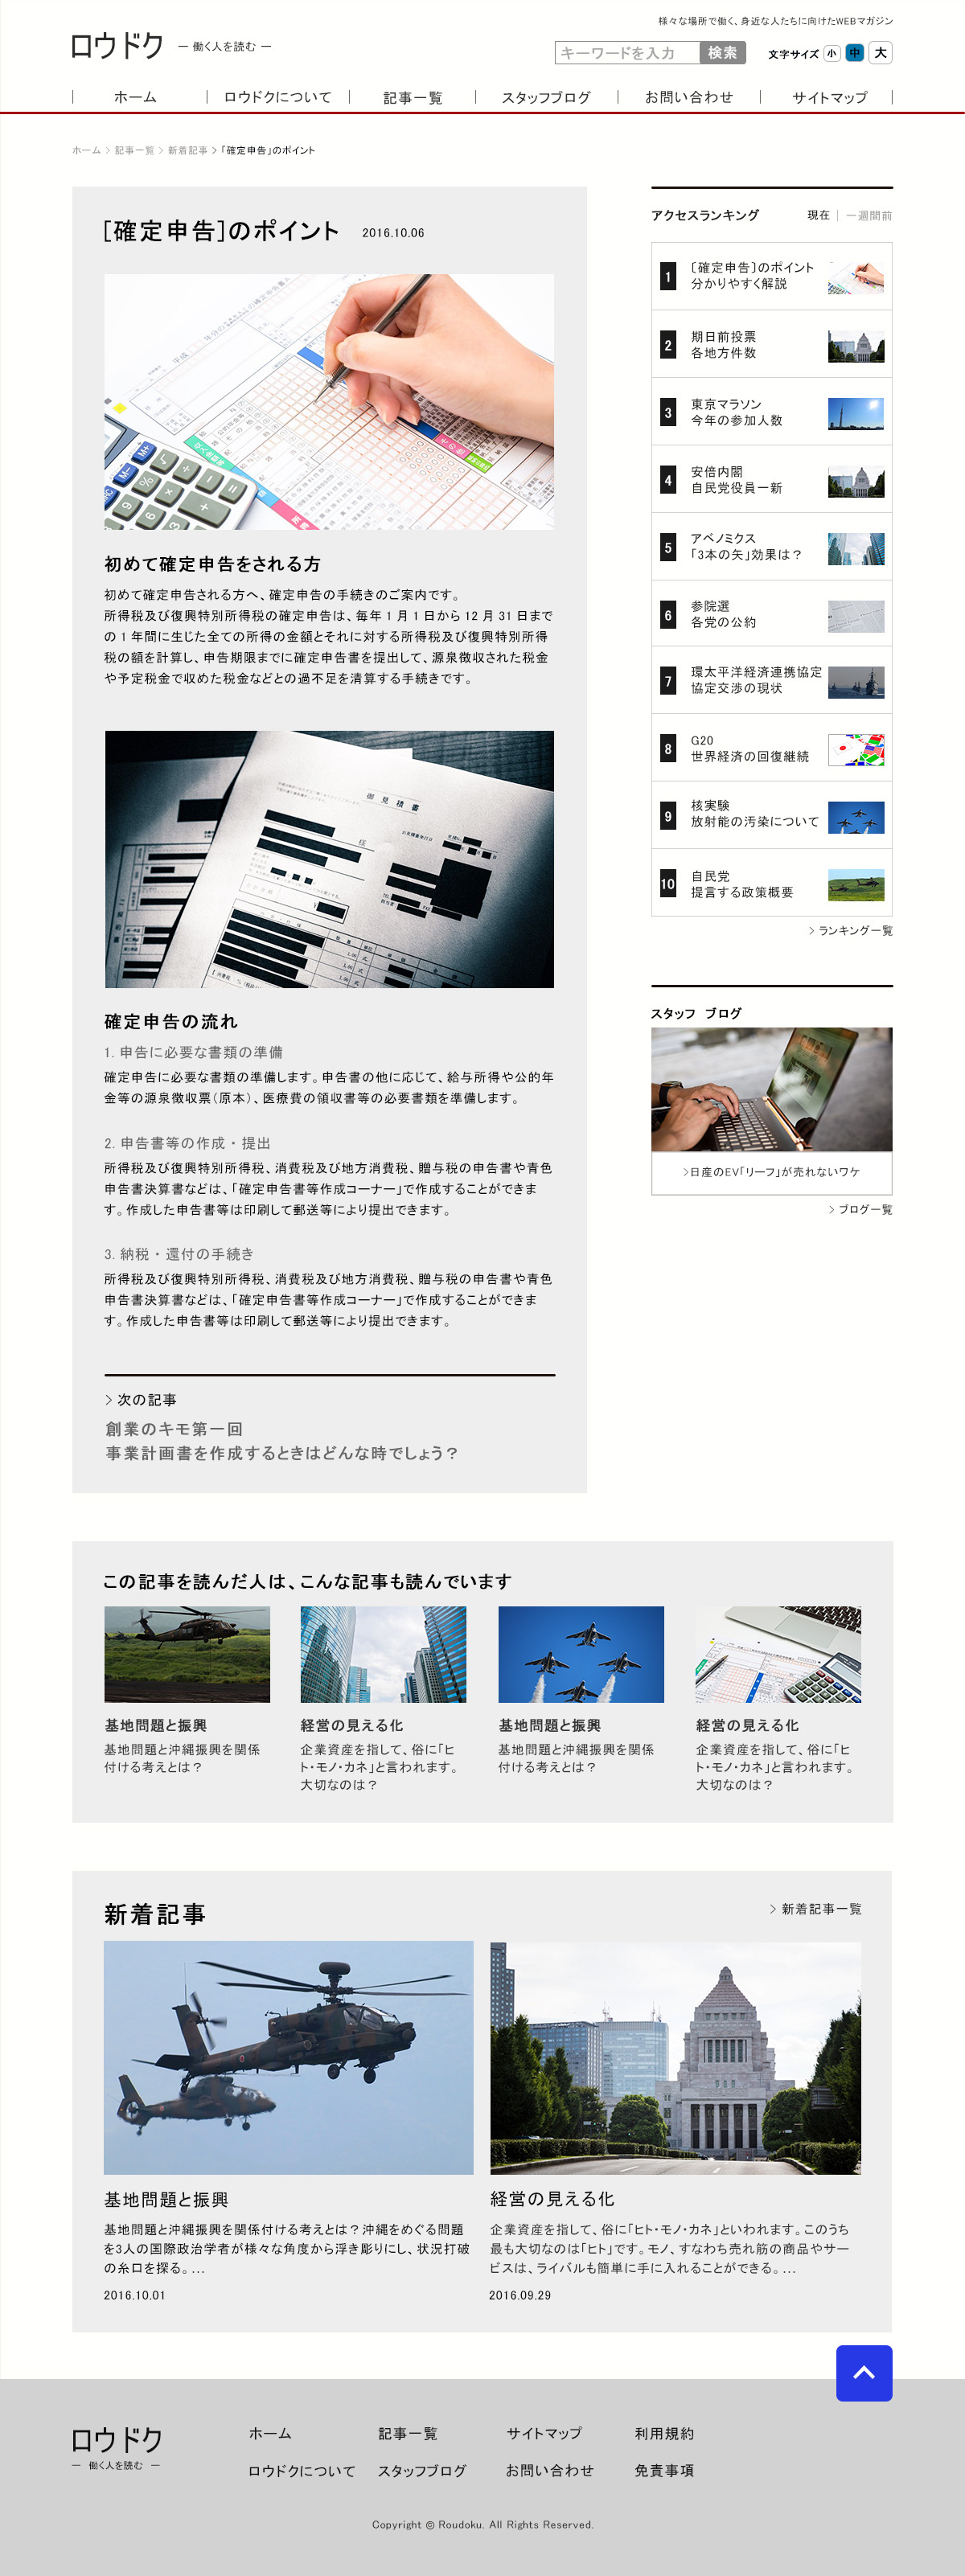 様々な場所で働く、身近な人たちに向けたWEBマガジン
ロウドク ー 働く人を読む ー
キーワードを入力 検索 文字サイズ 小 中 大
ホーム ロウドクについて 記事一覧 スタッフブログ お問い合わせ サイトマップ
ホーム > 記事一覧 > 新着記事 > 「確定申告」のポイント
[確定申告]のポイント 2016.10.06
御見積書
初めて確定申告をされる方
初めて確定申告される方へ、確定申告の手続きのご案内です。
所得税及び復興特別所得税の確定申告は、毎年 1 月 1 日から 12 月 31 日まで
の 1 年間に生じた全ての所得の金額とそれに対する所得税及び復興特別所得
税の額を計算し、申告期限までに確定申告書を提出して、源泉徴収された税金
や予定税金で収めた税金などとの過不足を清算する手続きです。
確定申告の流れ
1. 申告に必要な書類の準備
確定申告に必要な書類の準備します。申告書の他に応じて、給与所得や公的年
金等の源泉徴収票（原本）、医療費の領収書等の必要書類を準備します。
2. 申告書等の作成・提出
所得税及び復興特別所得税、消費税及び地方消費税、贈与税の申告書や青色
申告書決算書などは、「確定申告書等作成コーナー」で作成することができま
す。作成した申告書等は印刷して郵送等により提出できます。
3. 納税・還付の手続き
所得税及び復興特別所得税、消費税及び地方消費税、贈与税の申告書や青色
申告書決算書などは、「確定申告書等作成コーナー」で作成することができま
す。作成した申告書等は印刷して郵送等により提出できます。
> 次の記事
創業のキモ第一回
事業計画書を作成するときはどんな時でしょう？
アクセスランキング 現在 | 一週間前
1 〔確定申告〕のポイント
分かりやすく解説
2 期日前投票
各地方件数
3 東京マラソン
今年の参加人数
4 安倍内閣
自民党役員一新
5 アベノミクス
「3本の矢」効果は？
6 参院選
各党の公約
7 環太平洋経済連携協定
協定交渉の現状
8 G20
世界経済の回復継続
9 核実験
放射能の汚染について
10 自民党
提言する政策概要
> ランキング一覧
スタッフ ブログ
>日産のEV「リーフ」が売れないワケ
> ブログ一覧
この記事を読んだ人は、こんな記事も読んでいます
基地問題と振興
基地問題と沖縄振興を関係
付ける考えとは？
経営の見える化
企業資産を指して、俗に「ヒ
ト・モノ・カネ」と言われます。
大切なのは？
基地問題と振興
基地問題と沖縄振興を関係
付ける考えとは？
経営の見える化
企業資産を指して、俗に「ヒ
ト・モノ・カネ」と言われます。
大切なのは？
新着記事 > 新着記事一覧
基地問題と振興
基地問題と沖縄振興を関係付ける考えとは？沖縄をめぐる問題
を3人の国際政治学者が様々な角度から浮き彫りにし、状況打破
の糸口を探る。...
2016.10.01
経営の見える化
企業資産を指して、俗に「ヒト・モノ・カネ」といわれます。このうち
最も大切なのは「ヒト」です。モノ、すなわち売れ筋の商品やサー
ビスは、ライバルも簡単に手に入れることができる。...
2016.09.29
ロウドク
ー 働く人を読む ー
ホーム 記事一覧 サイトマップ 利用規約
ロウドクについて スタッフブログ お問い合わせ 免責事項
Copyright © Roudoku. All Rights Reserved.